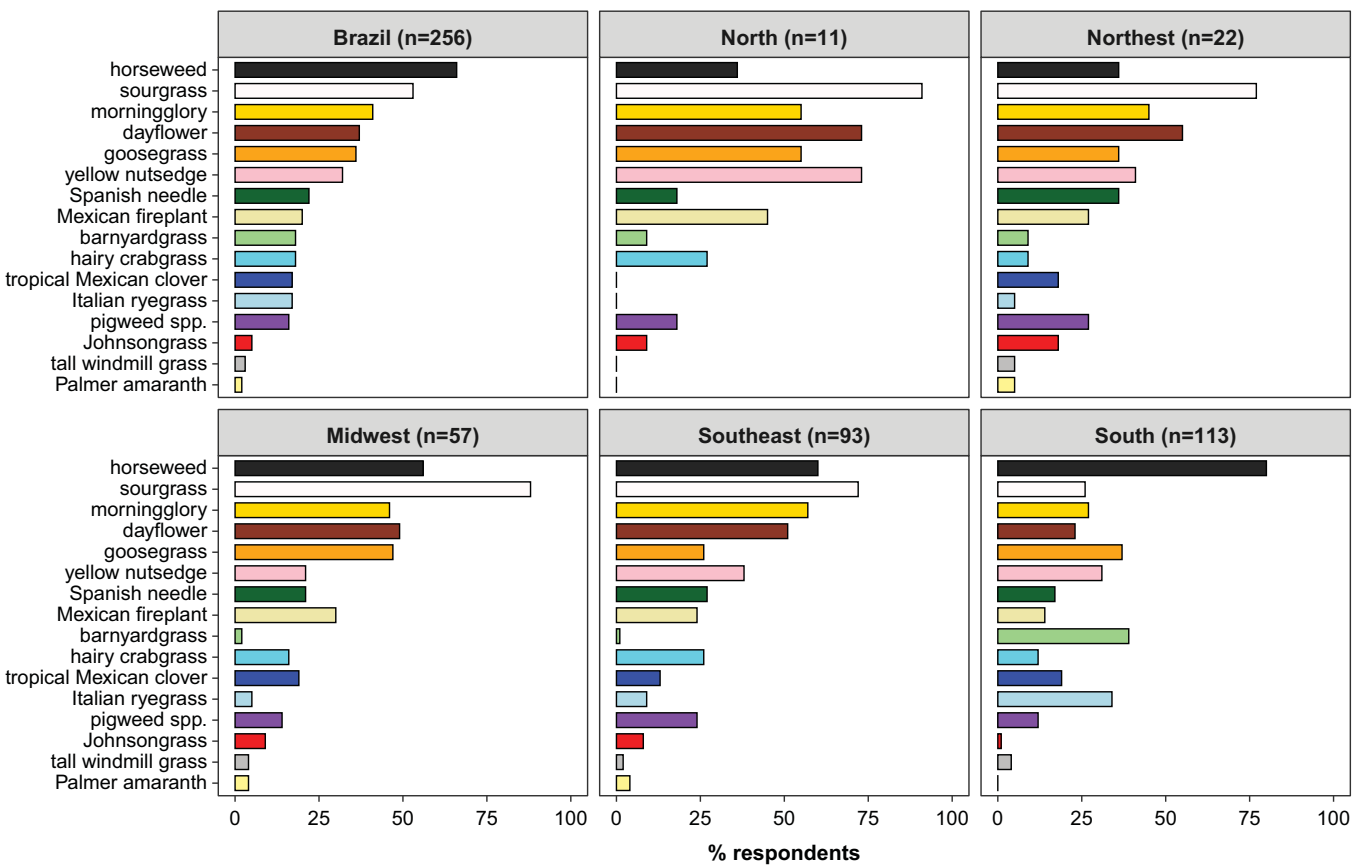 Brazil (n=256)
North (n=11)
Northest (n=22)
horseweed
sourgrass
morningglory
dayflower
goosegrass
yellow nutsedge
Spanish needle
Mexican fireplant
barnyardgrass
hairy crabgrass
tropical Mexican clover
Italian ryegrass
pigweed spp.
Johnsongrass
tall windmill grass
Palmer amaranth
Midwest (n=57)
Southeast (n=93)
South (n=113)
horseweed
sourgrass
morningglory
dayflower
goosegrass
yellow nutsedge
Spanish needle
Mexican fireplant
barnyardgrass
hairy crabgrass
tropical Mexican clover
Italian ryegrass
pigweed spp.
Johnsongrass
tall windmill grass
Palmer amaranth
0 25 50 75 100
0 25 50 75 100
0 25 50 75 100
% respondents